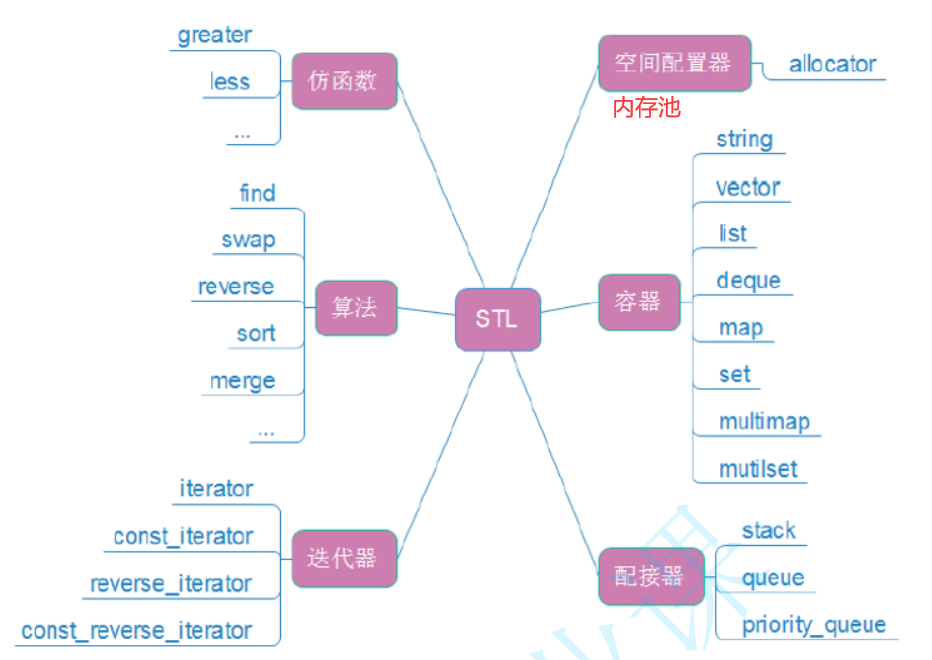 greater
less
...
仿函数
find
swap
reverse
sort
merge
...
算法
iterator
const_iterator
reverse_iterator
const_reverse_iterator
迭代器
STL
空间配置器
内存池
allocator
容器
string
vector
list
deque
map
set
multimap
mutilset
配接器
stack
queue
priority_queue
业课